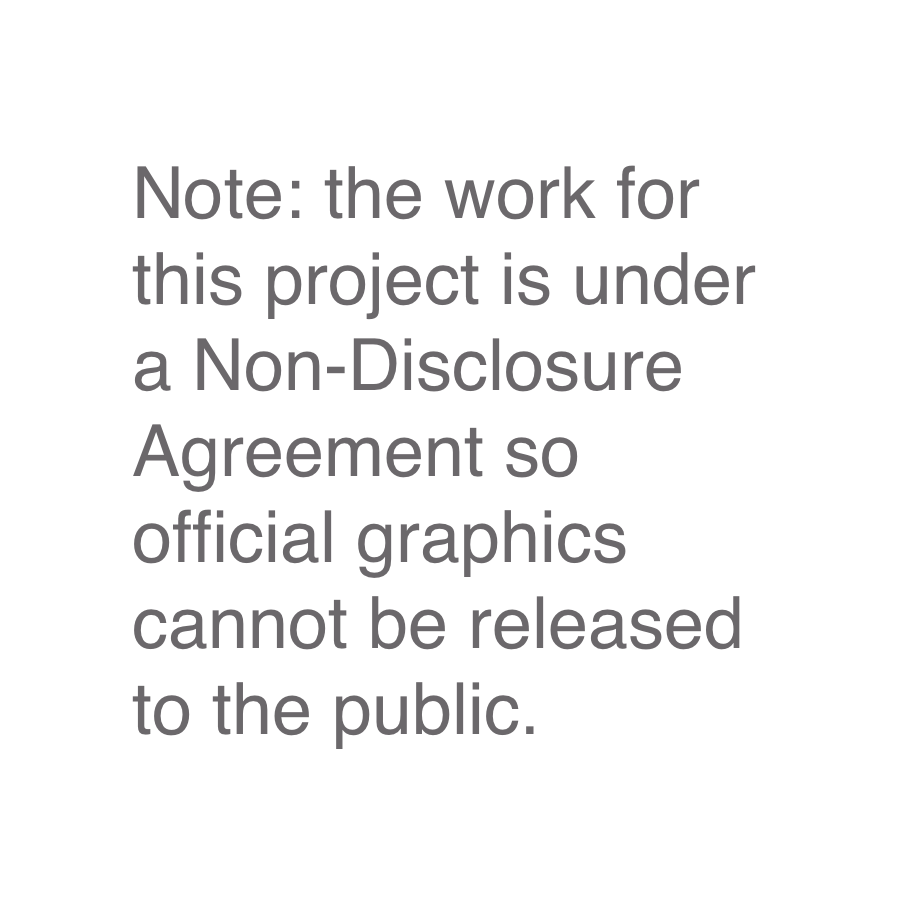 Note: the work for
this project is under
a Non-Disclosure
Agreement so
official graphics
cannot be released
to the public.